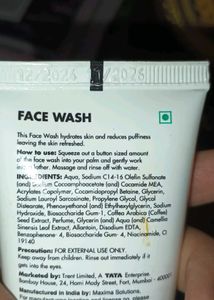 12/2026 11/2026
FACE WASH
This Face Wash hydrates skin and reduces puffiness
leaving the skin refreshed.
How to use: Squeeze out a button sized amount
of the face wash into your palm and gently work
into lather. Massage and rinse off with water.
INGREDIENTS: Aqua, Sodium C14-16 Olefin Sulfonate
(and) Sodium Cocoamphoacetate (and) Cocamide MEA,
Acrylates Copolymer, Cocamidopropyl Betaine, Glycerin,
Sodium Lauroyl Sarcosinate, Propylene Glycol, Glycol
Distearate, Phenoxyethanol (and) Ethylhexylglycerin, Sodium
Hydroxide, Biosaccharide Gum-1, Coffea Arabica (Coffee)
Seed Extract, Perfume, Glycerin (and) Aqua (and) Camellia
Sinensis Leaf Extract, Allantoin, Disodium EDTA,
Benzophenone 4, Biosaccharide Gum-4, Niacinamide, CI
19140
Precaution: FOR EXTERNAL USE ONLY.
Keep away from children. Rinse out immediately if it
gets into the eyes.
Marketed by: Trent Limited, A TATA Enterprise.
Bombay House, 24, Homi Mody Street, Fort, Mumbai - 400001
Manufactured in India by: Maxima Solutions.